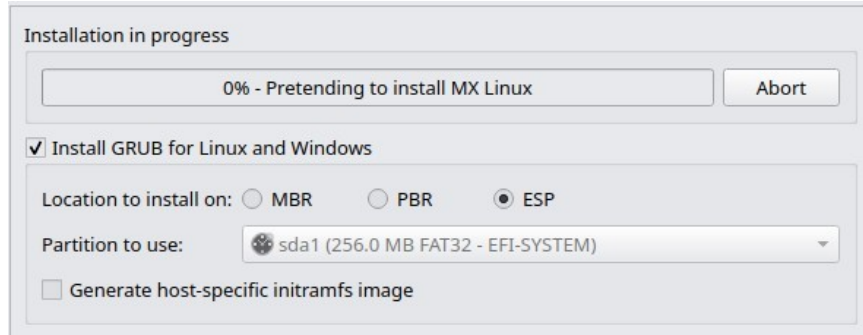 Installation in progress
0% - Pretending to install MX Linux Abort
Install GRUB for Linux and Windows
Location to install on: MBR PBR ESP
Partition to use: sda1 (256.0 MB FAT32 - EFI-SYSTEM)
Generate host-specific initramfs image